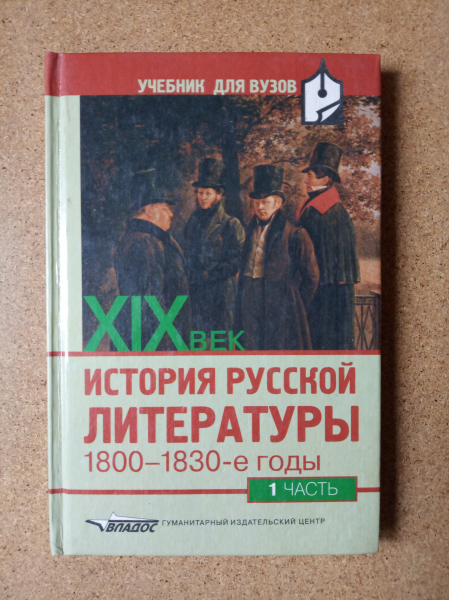 УЧЕБНИК ДЛЯ ВУЗОВ
XIX ВЕК
ИСТОРИЯ РУССКОЙ
ЛИТЕРАТУРЫ
1800–1830-е годы
1 ЧАСТЬ
ВЛАДОС ГУМАНИТАРНЫЙ ИЗДАТЕЛЬСКИЙ ЦЕНТР